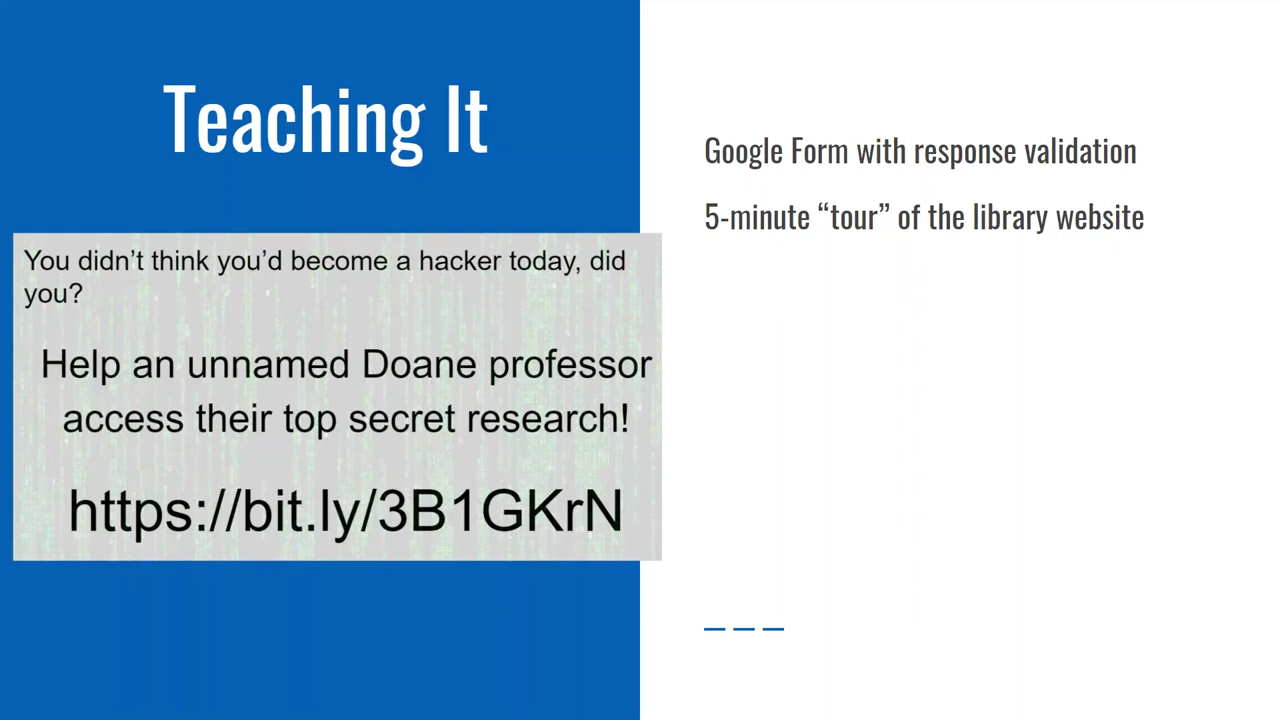 Teaching It
You didn’t think you’d become a hacker today, did
you?
Help an unnamed Doane professor
access their top secret research!
https://bit.ly/3B1GKrN
Google Form with response validation
5-minute “tour” of the library website